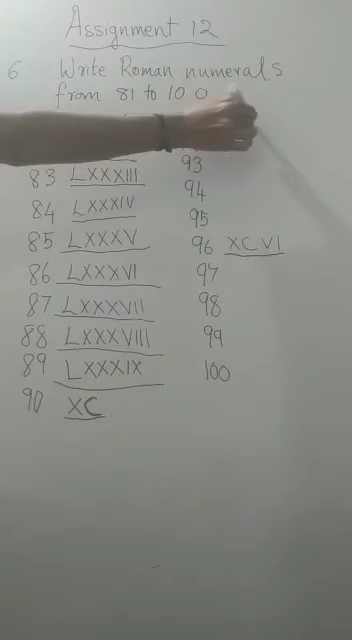 Assignment 12
6 Write Roman numerals
from 81 to 100
83 LXXXIII
84 LXXXIV
85 LXXXV
86 LXXXVI
87 LXXXVII
88 LXXXVIII
89 LXXXIX
90 XC
93
94
95
96 XCVI
97
98
99
100